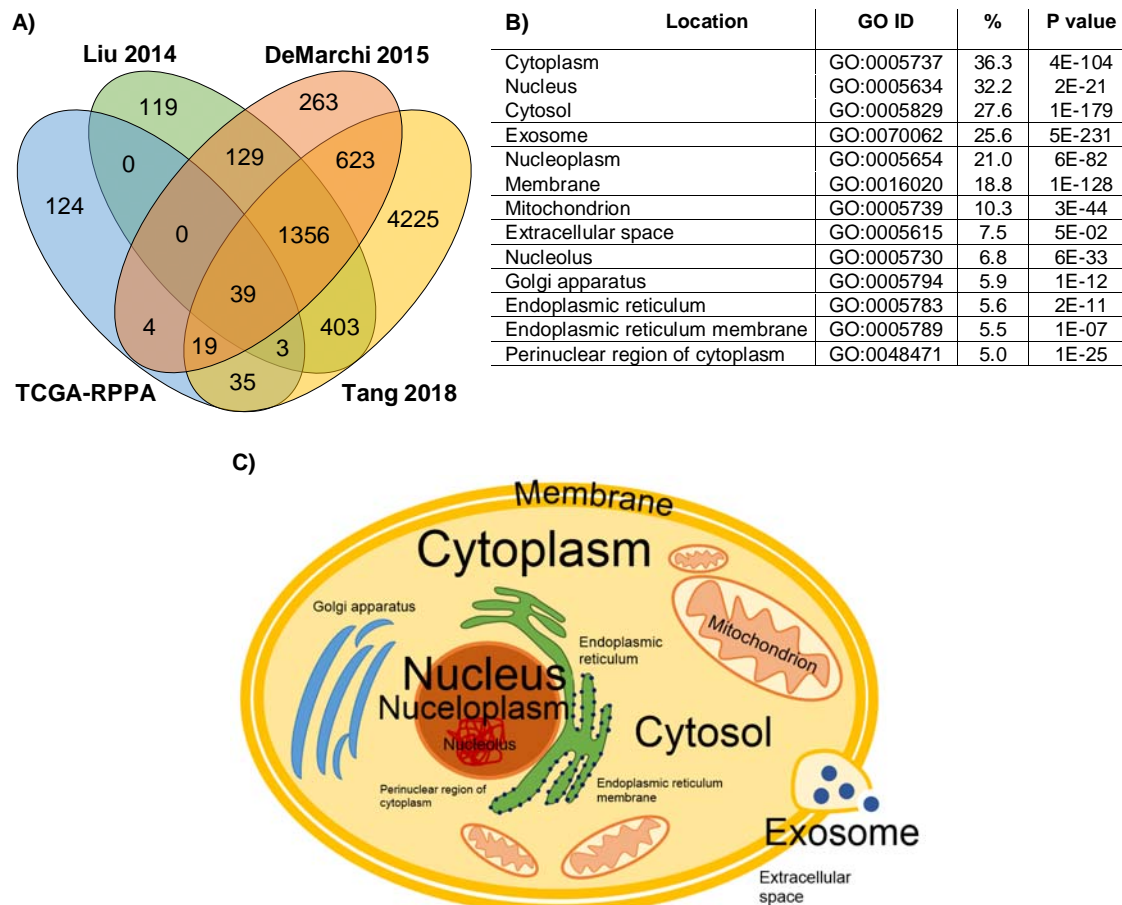 A)
Liu 2014
DeMarchi 2015
119
263
0
129
623
124
0
1356
4225
39
4
19
3
403
35
TCGA-RPPA
Tang 2018
B)
Location GO ID % P value
Cytoplasm GO:0005737 36.3 4E-104
Nucleus GO:0005634 32.2 2E-21
Cytosol GO:0005829 27.6 1E-179
Exosome GO:0070062 25.6 5E-231
Nucleoplasm GO:0005654 21.0 6E-82
Membrane GO:0016020 18.8 1E-128
Mitochondrion GO:0005739 10.3 3E-44
Extracellular space GO:0005615 7.5 5E-02
Nucleolus GO:0005730 6.8 6E-33
Golgi apparatus GO:0005794 5.9 1E-12
Endoplasmic reticulum GO:0005783 5.6 2E-11
Endoplasmic reticulum membrane GO:0005789 5.5 1E-07
Perinuclear region of cytoplasm GO:0048471 5.0 1E-25
C)
Membrane
Cytoplasm
Golgi apparatus
Mitochondrion
Endoplasmic
reticulum
Nucleus
Nuceloplasm
Nucleolus
Cytosol
Perinuclear region of
cytoplasm
Endoplasmic reticulum
membrane
Exosome
Extracellular
space